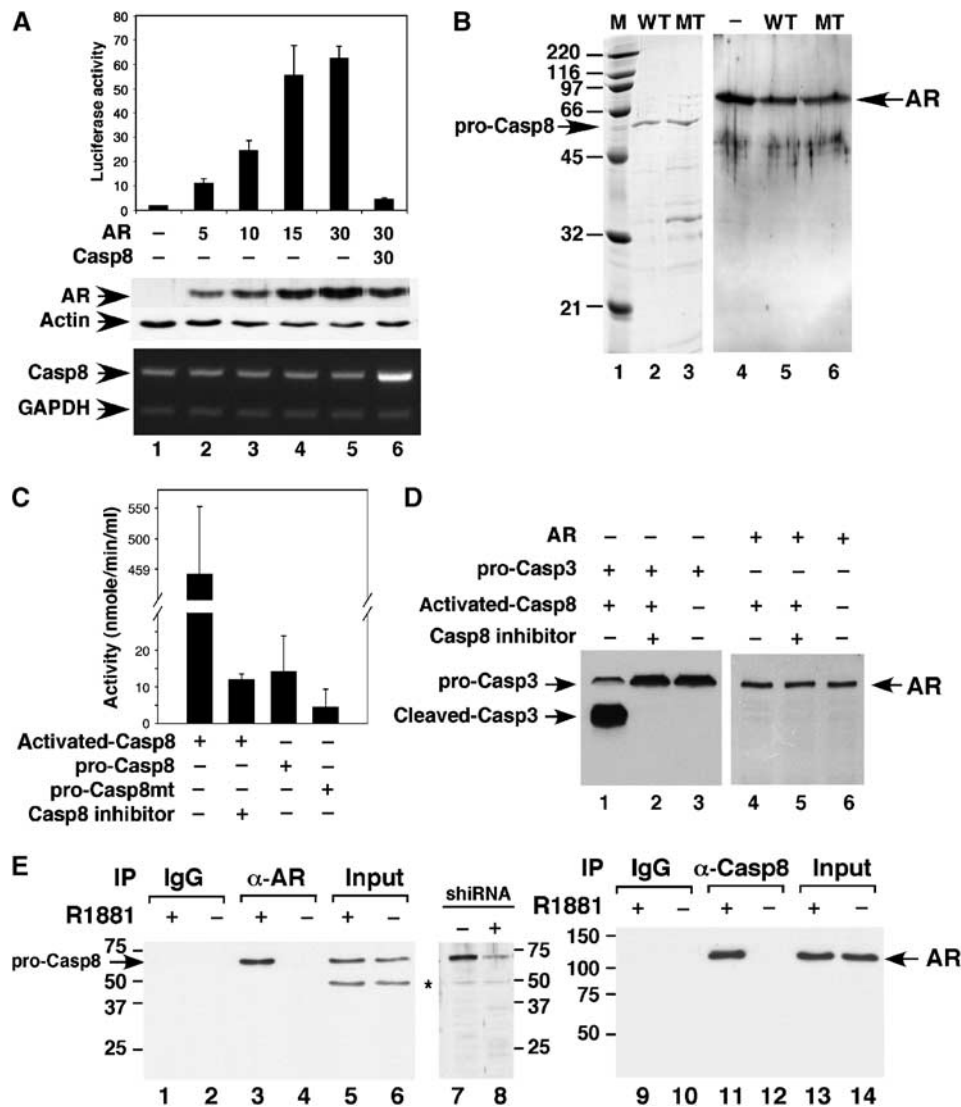 A
Luciferase activity
80
70
60
50
40
30
20
10
0
AR – 5 10 15 30 30
Casp8 – – – – – 30
AR
Actin
Casp8
GAPDH
1 2 3 4 5 6
B
M WT MT – WT MT
220
116
97
66
pro-Casp8
45
32
21
AR
1 2 3 4 5 6
C
Activity (nmole/min/ml)
550
500
459
20
10
0
Activated-Casp8 + + – –
pro-Casp8 – – + –
pro-Casp8mt – – – +
Casp8 inhibitor – + – –
D
AR – – – + + +
pro-Casp3 + + + – – –
Activated-Casp8 + + – + + –
Casp8 inhibitor – + – – + –
pro-Casp3
Cleaved-Casp3
AR
1 2 3 4 5 6
E
IP IgG α-AR Input
R1881 + – + – + –
75
pro-Casp8
50
37
25
*
1 2 3 4 5 6
shiRNA
– +
75
50
37
25
7 8
IP IgG α-Casp8 Input
R1881 + – + – + –
150
100
75
50
AR
9 10 11 12 13 14